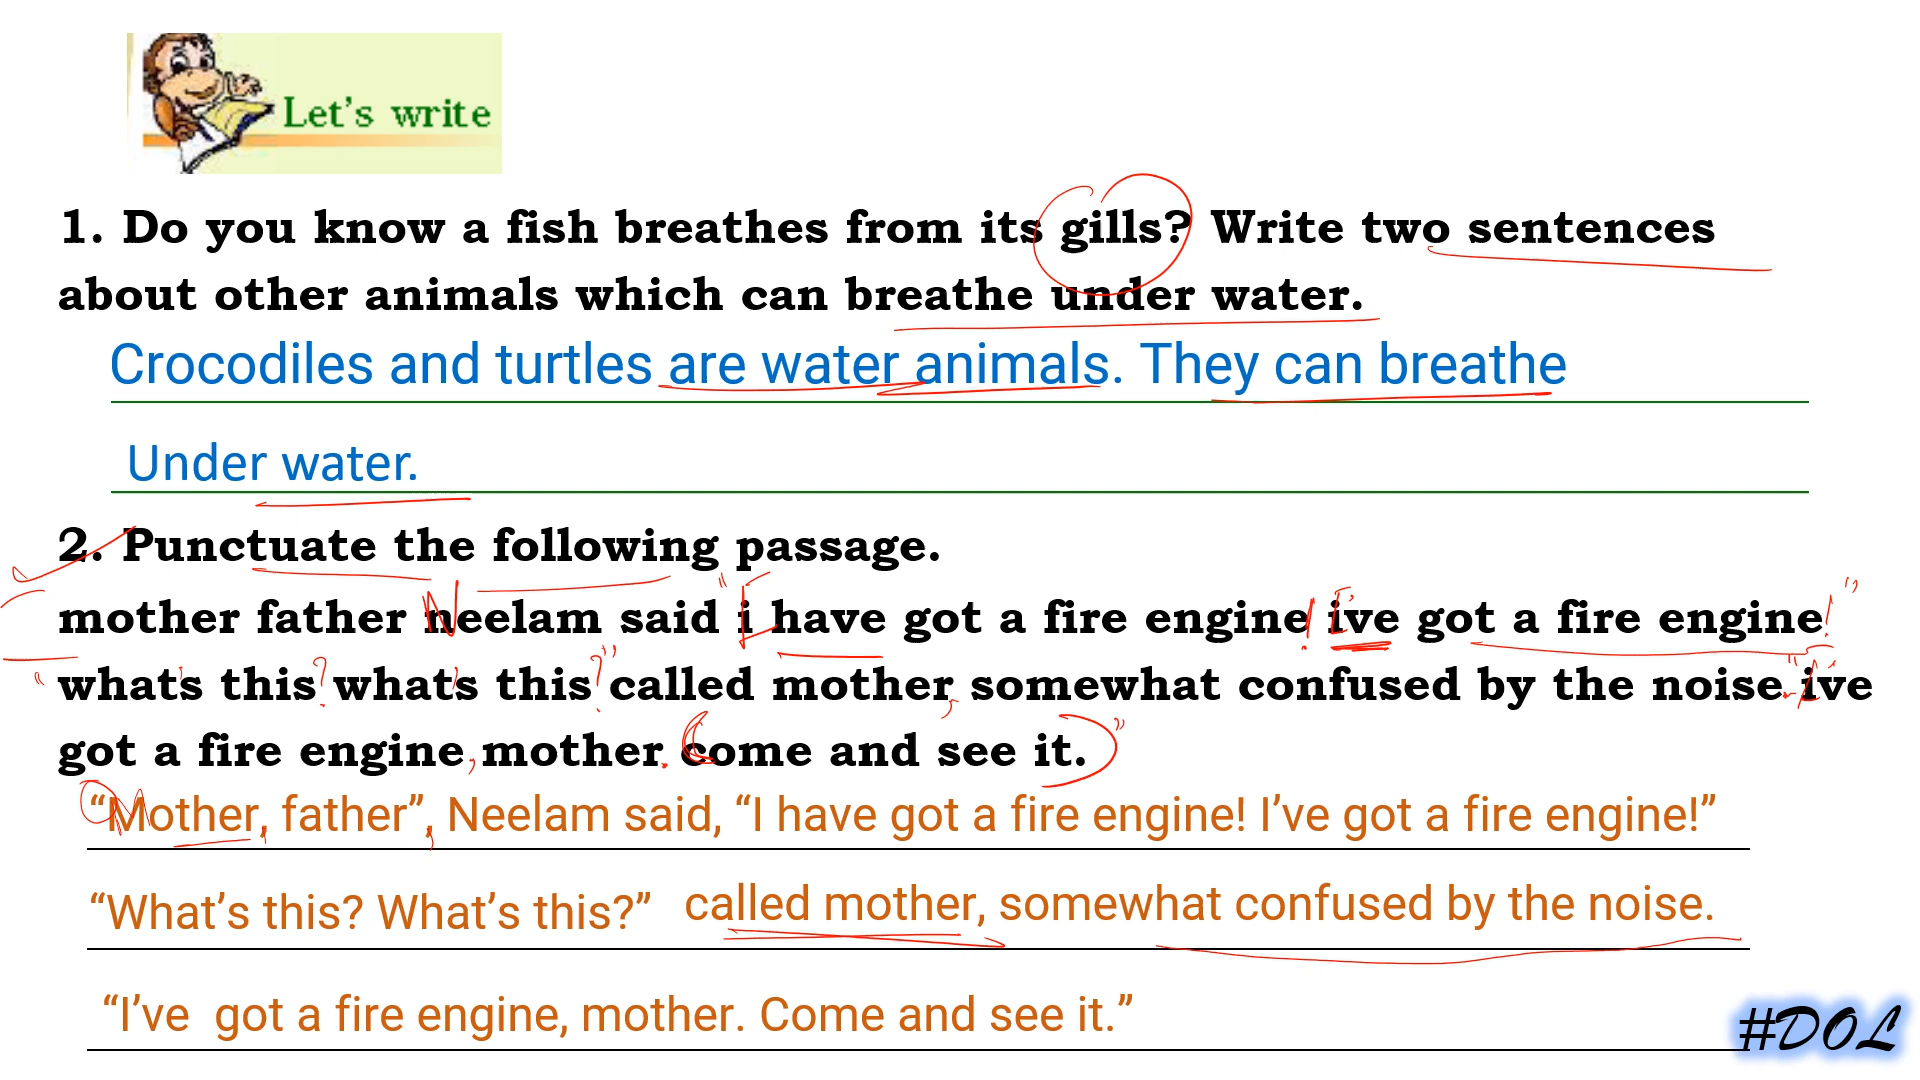 Let's write
1. Do you know a fish breathes from its gills? Write two sentences
about other animals which can breathe under water.
Crocodiles and turtles are water animals. They can breathe
Under water.
2. Punctuate the following passage.
mother father neelam said i have got a fire engine ive got a fire engine
whats this whats this called mother somewhat confused by the noise ive
got a fire engine mother come and see it.
“Mother, father”, Neelam said, “I have got a fire engine! I’ve got a fire engine!”
“What’s this? What’s this?” called mother, somewhat confused by the noise.
“I’ve got a fire engine, mother. Come and see it.”
#DOL